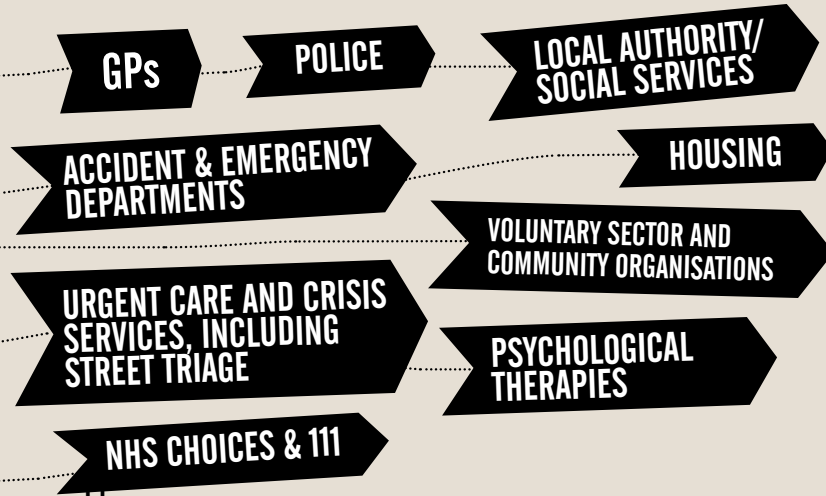 GPs
POLICE
LOCAL AUTHORITY/
SOCIAL SERVICES
ACCIDENT & EMERGENCY
DEPARTMENTS
HOUSING
VOLUNTARY SECTOR AND
COMMUNITY ORGANISATIONS
URGENT CARE AND CRISIS
SERVICES, INCLUDING
STREET TRIAGE
PSYCHOLOGICAL
THERAPIES
NHS CHOICES & 111